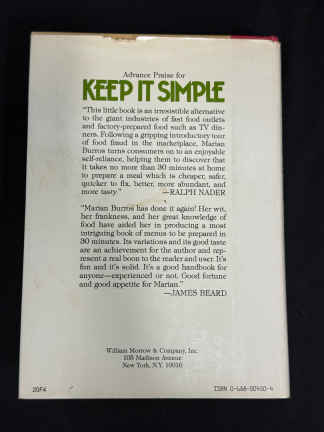 Advance Praise for
KEEP IT SIMPLE
"This little book is an irresistible alternative
to the giant industries of fast food outlets
and factory-prepared food such as TV din-
ners. Following a gripping introductory tour
of food fraud in the marketplace, Marian
Burros turns consumers on to an enjoyable
self-reliance, helping them to discover that
it takes no more than 30 minutes at home
to prepare a meal which is cheaper, safer,
quicker to fix, better, more abundant, and
more tasty." —RALPH NADER
"Marian Burros has done it again! Her wit,
her frankness, and her great knowledge of
food have aided her in producing a most
intriguing book of menus to be prepared in
30 minutes. Its variations and its good taste
are an achievement for the author and rep-
resent a real boon to the reader and user. It's
fun and it's solid. It's a good handbook for
anyone—experienced or not. Good fortune
and good appetite for Marian."
—JAMES BEARD
William Morrow & Company, Inc.
105 Madison Avenue
New York, N.Y. 10016
ISBN 0-688-00450-4